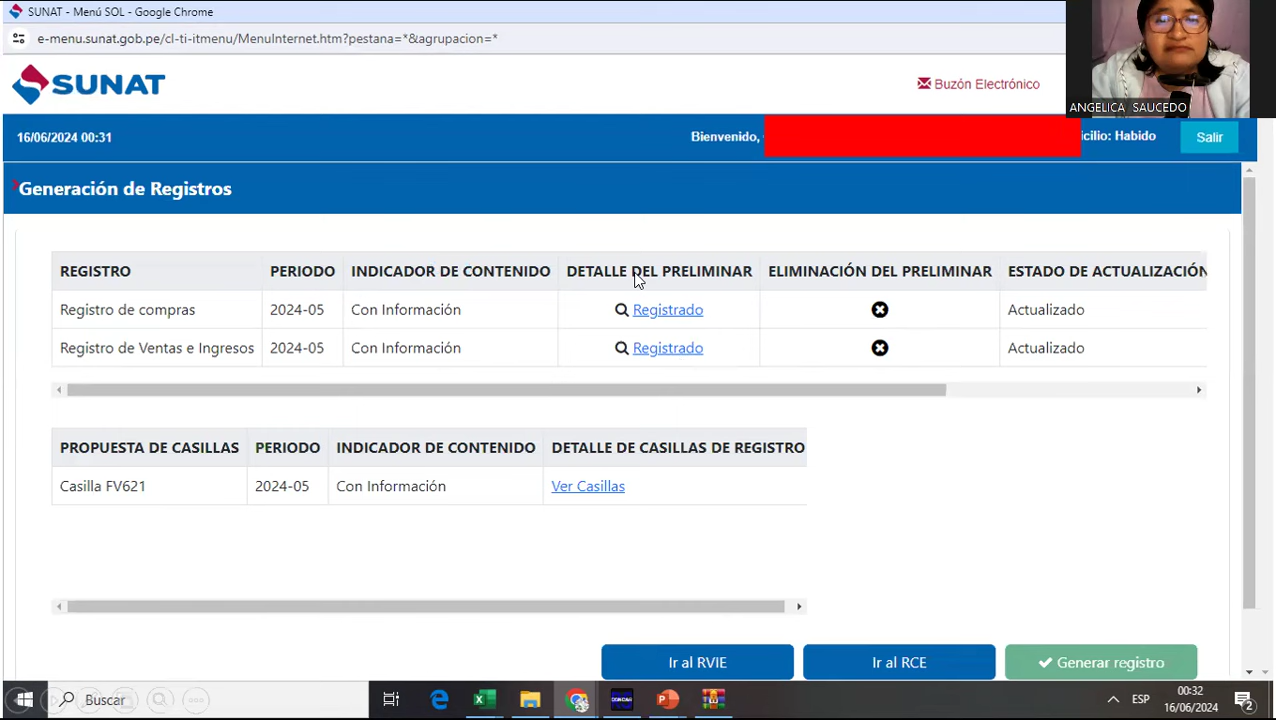 SUNAT - Menú SOL - Google Chrome
e-menu.sunat.gob.pe/cl-ti-itmenu/MenuInternet.htm?pestana=*&agrupacion=*
SUNAT
Buzón Electrónico
ANGELICA SAUCEDO
16/06/2024 00:31
Bienvenido,
cilio: Habido
Salir
Generación de Registros
REGISTRO PERIODO INDICADOR DE CONTENIDO DETALLE DEL PRELIMINAR ELIMINACIÓN DEL PRELIMINAR ESTADO DE ACTUALIZACIÓN
Registro de compras 2024-05 Con Información Registrado Actualizado
Registro de Ventas e Ingresos 2024-05 Con Información Registrado Actualizado
PROPUESTA DE CASILLAS PERIODO INDICADOR DE CONTENIDO DETALLE DE CASILLAS DE REGISTRO
Casilla FV621 2024-05 Con Información Ver Casillas
Ir al RVIE Ir al RCE Generar registro
Buscar
ESP
00:32
16/06/2024
2